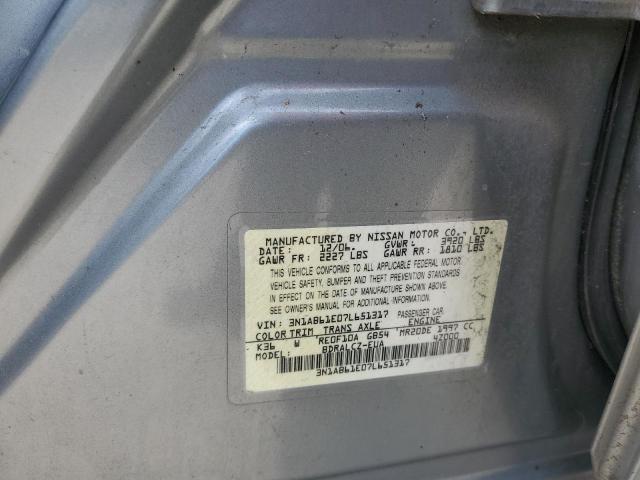 MANUFACTURED BY NISSAN MOTOR CO., LTD.
DATE: 12/06. GVWR: 3920 LBS
GAWR FR: 2227 LBS GAWR RR: 1810 LBS
THIS VEHICLE CONFORMS TO ALL APPLICABLE FEDERAL MOTOR
VEHICLE SAFETY, BUMPER AND THEFT PREVENTION STANDARDS
IN EFFECT ON THE DATE OF MANUFACTURE SHOWN ABOVE.
SEE OWNER'S MANUAL FOR ADDITIONAL INFORMATION.
VIN: 3N1AB61E07L651317 PASSENGER CAR
COLOR TRIM TRANS AXLE ENGINE
K36 W RE0F10A GB54 MR20DE 1997 CC
MODEL: BDRALCZ-EUA 4Z000
3N1AB61E07L651317